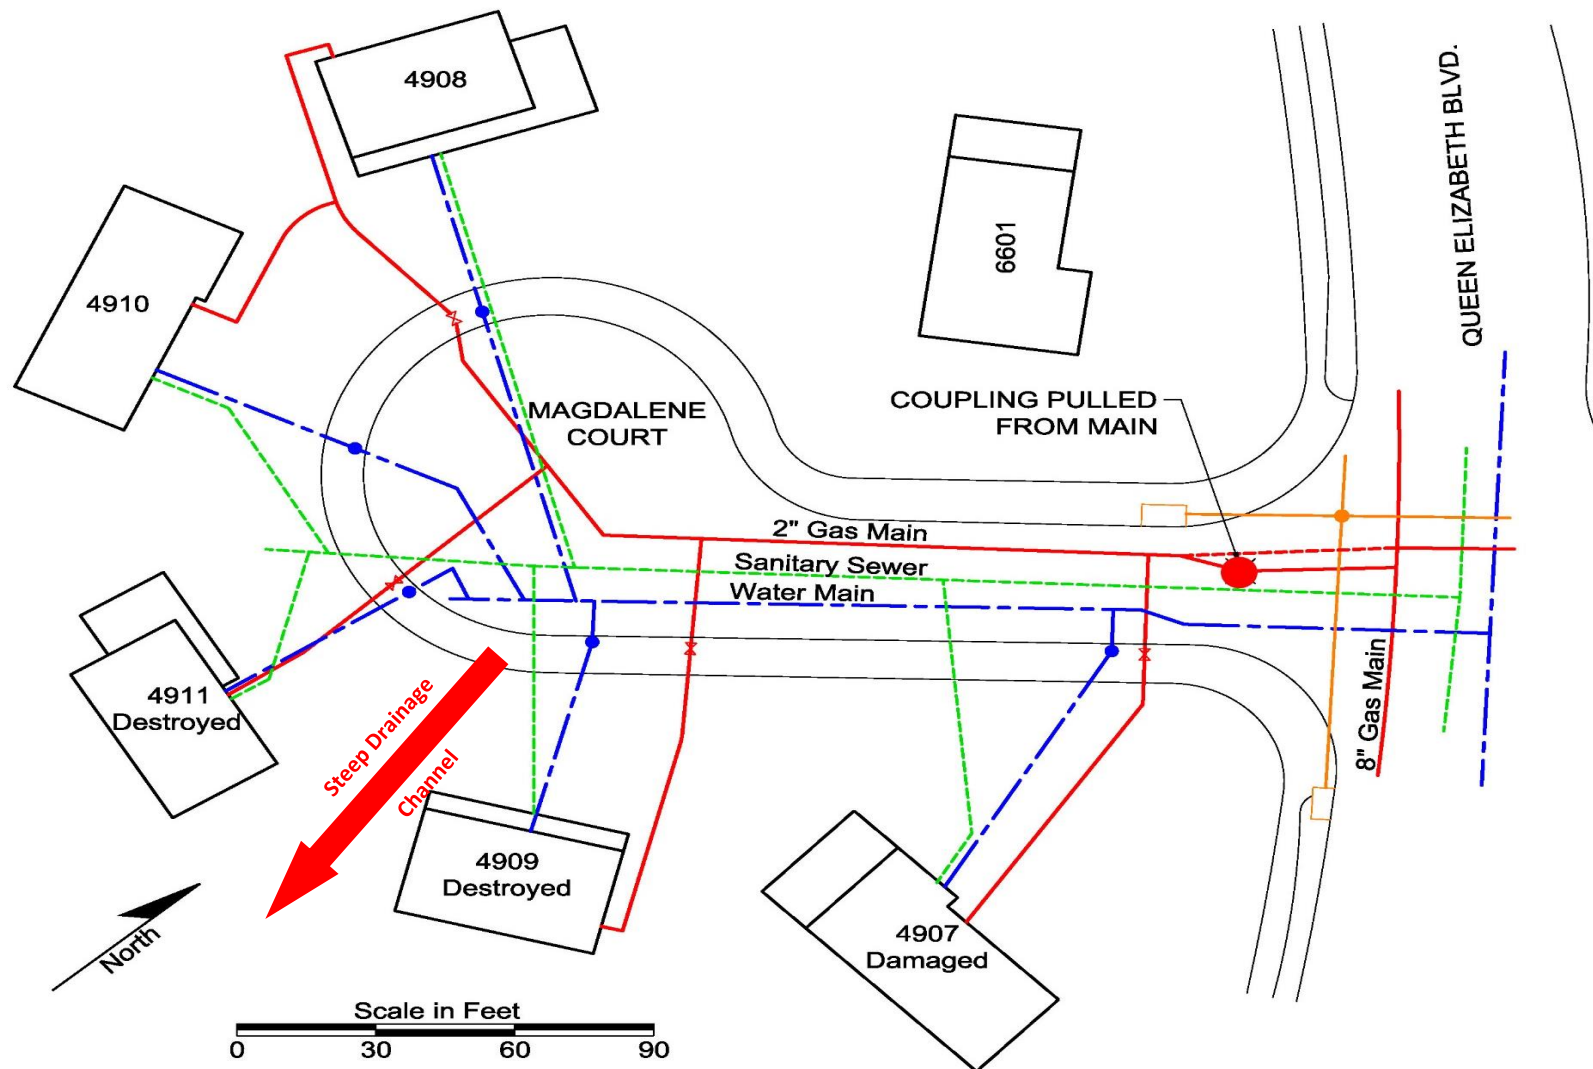 4908
QUEEN ELIZABETH BLVD.
6601
4910
MAGDALENE
COURT
COUPLING PULLED
FROM MAIN
2" Gas Main
Sanitary Sewer
Water Main
4911
Destroyed
Steep Drainage
Channel
8" Gas Main
4909
Destroyed
4907
Damaged
North
Scale in Feet
0 30 60 90